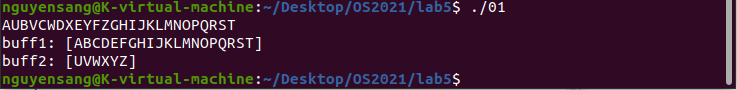 nguyensang@K-virtual-machine:~/Desktop/OS2021/lab5$ ./01
AUBVCWDXEYFZGHIJKLMNOPQRST
buff1: [ABCDEFGHIJKLMNOPQRST]
buff2: [UVWXYZ]
nguyensang@K-virtual-machine:~/Desktop/OS2021/lab5$